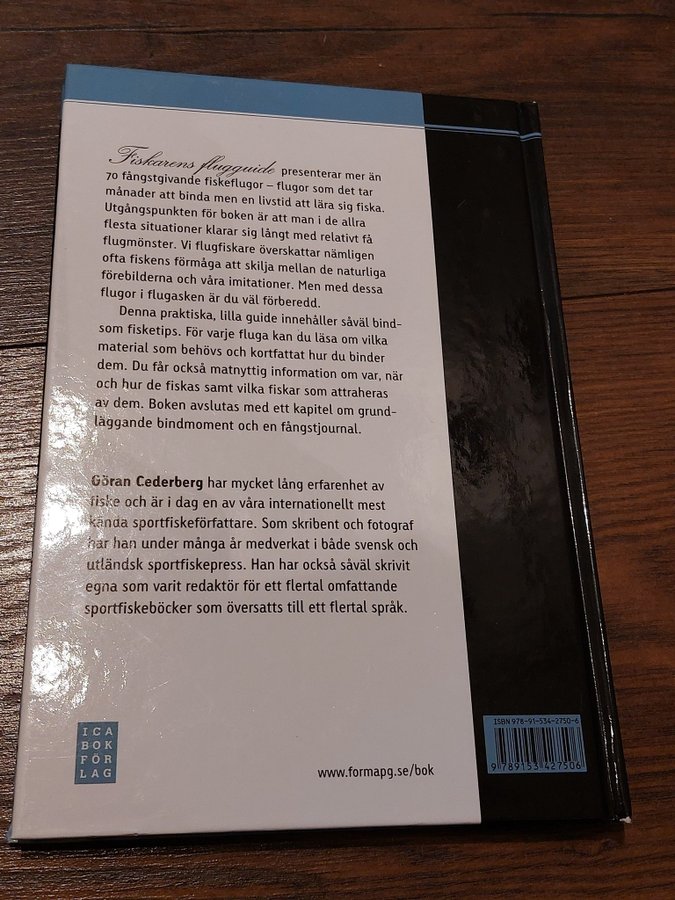 Fiskarens flugguide presenterar mer än
70 fångstgivande fiskeflugor – flugor som det tar
månader att binda men en livstid att lära sig fiska.
Utgångspunkten för boken är att man i de allra
flesta situationer klarar sig långt med relativt få
flugmönster. Vi flugfiskare överskattar nämligen
ofta fiskens förmåga att skilja mellan de naturliga
förebilderna och våra imitationer. Men med dessa
flugor i flugasken är du väl förberedd.
Denna praktiska, lilla guide innehåller såväl bind-
som fisketips. För varje fluga kan du läsa om vilka
material som behövs och kortfattat hur du binder
dem. Du får också matnyttig information om var, när
och hur de fiskas samt vilka fiskar som attraheras
av dem. Boken avslutas med ett kapitel om grund-
läggande bindmoment och en fångstjournal.
Göran Cederberg har mycket lång erfarenhet av
fiske och är i dag en av våra internationellt mest
kända sportfiskeförfattare. Som skribent och fotograf
har han under många år medverkat i både svensk och
utländsk sportfiskepress. Han har också såväl skrivit
egna som varit redaktör för ett flertal omfattande
sportfiskeböcker som översatts till ett flertal språk.
ICA
BOK
FÖR
LAG
www.formapg.se/bok
ISBN 978-91-534-2750-6
9 789153 427506